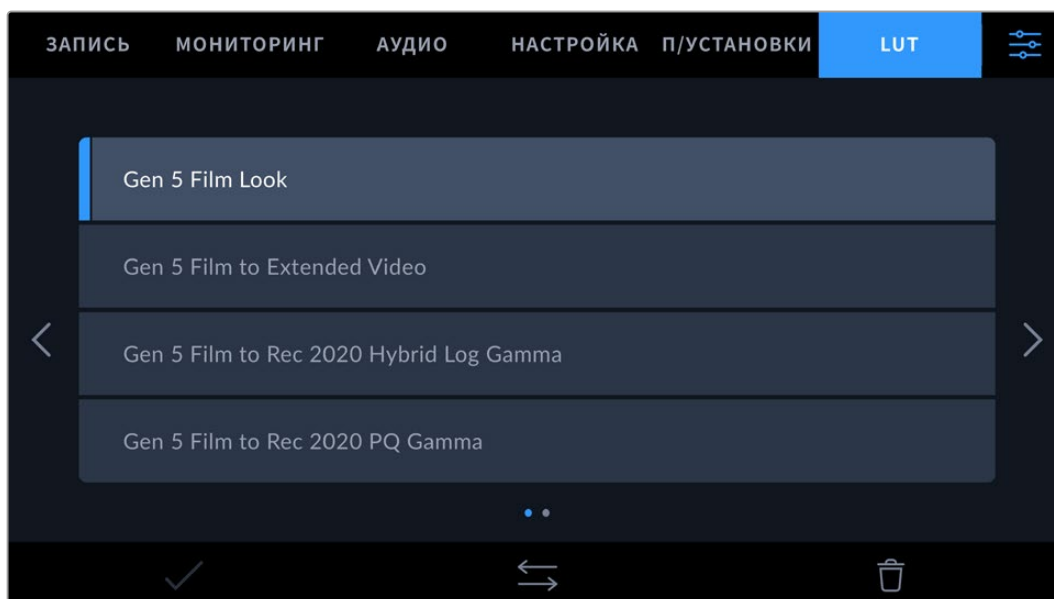 ЗАПИСЬ МОНИТОРИНГ АУДИО НАСТРОЙКА П/УСТАНОВКИ LUT
Gen 5 Film Look
Gen 5 Film to Extended Video
Gen 5 Film to Rec 2020 Hybrid Log Gamma
Gen 5 Film to Rec 2020 PQ Gamma